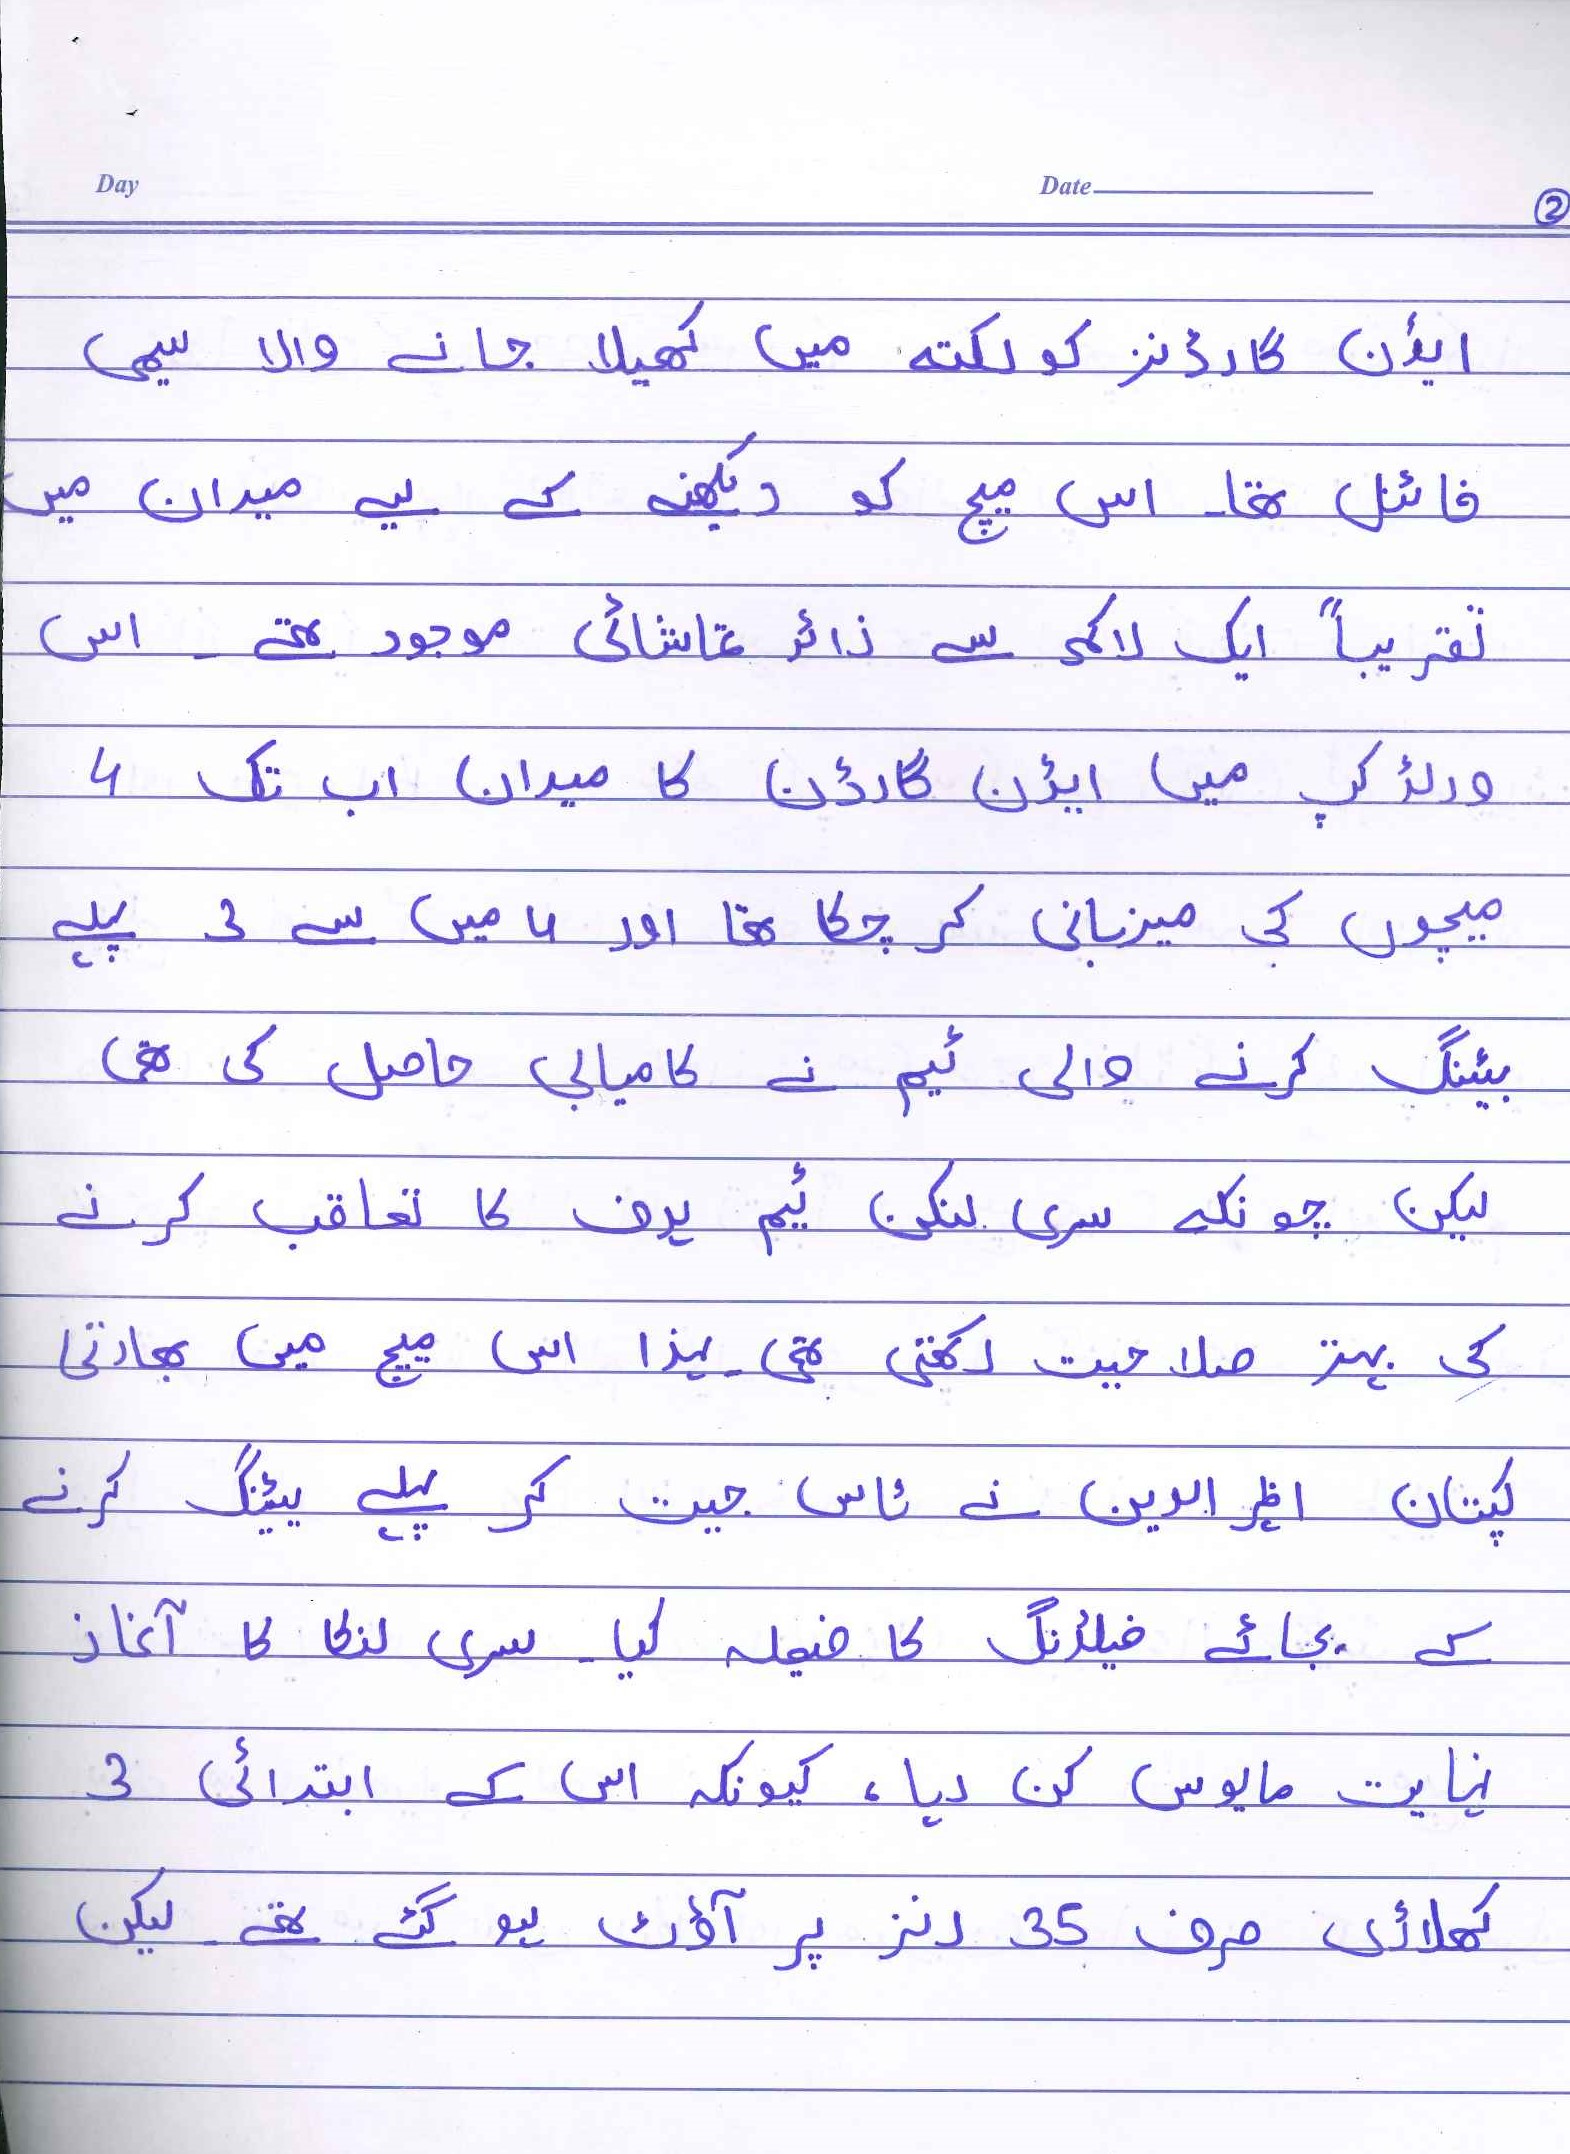 Day Date ②
ایڈن گارڈنز کولکتہ میں کھیلا جانے والا سیمی
فائنل تھا۔ اس میچ کو دیکھنے کے لیے میدان میں
تقریباً ایک لاکھ سے زائد تماشائی موجود تھے۔ اس
ورلڈ کپ میں ایڈن گارڈن کا میدان اب تک 4
میچوں کی میزبانی کر چکا تھا اور 4 میں سے 3 پہلے
بیٹنگ کرنے والی ٹیم نے کامیابی حاصل کی تھی
لیکن چونکہ سری لنکن ٹیم ہدف کا تعاقب کرنے
کی بہتر صلاحیت رکھتی تھی۔ لہذا اس میچ میں بھارتی
کپتان اظہرالدین نے ٹاس جیت کر پہلے بیٹنگ کرنے
کے بجائے فیلڈنگ کا فیصلہ کیا۔ سری لنکا کا آغاز
نہایت مایوس کن دیا، کیونکہ اس کے ابتدائی 3
کھلاڑی صرف 35 رنز پر آؤٹ ہو گئے تھے۔ لیکن